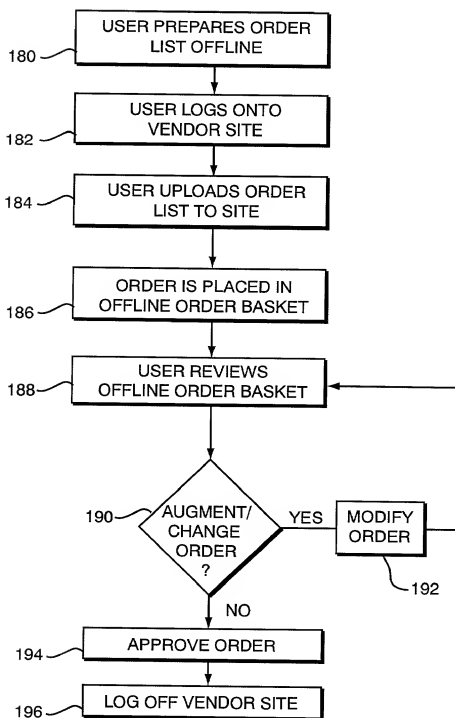 USER PREPARES ORDER
LIST OFFLINE
180
USER LOGS ONTO
VENDOR SITE
182
USER UPLOADS ORDER
LIST TO SITE
184
ORDER IS PLACED IN
OFFLINE ORDER BASKET
186
USER REVIEWS
OFFLINE ORDER BASKET
188
190
AUGMENT/
CHANGE
ORDER
?
YES
MODIFY
ORDER
192
NO
APPROVE ORDER
194
LOG OFF VENDOR SITE
196